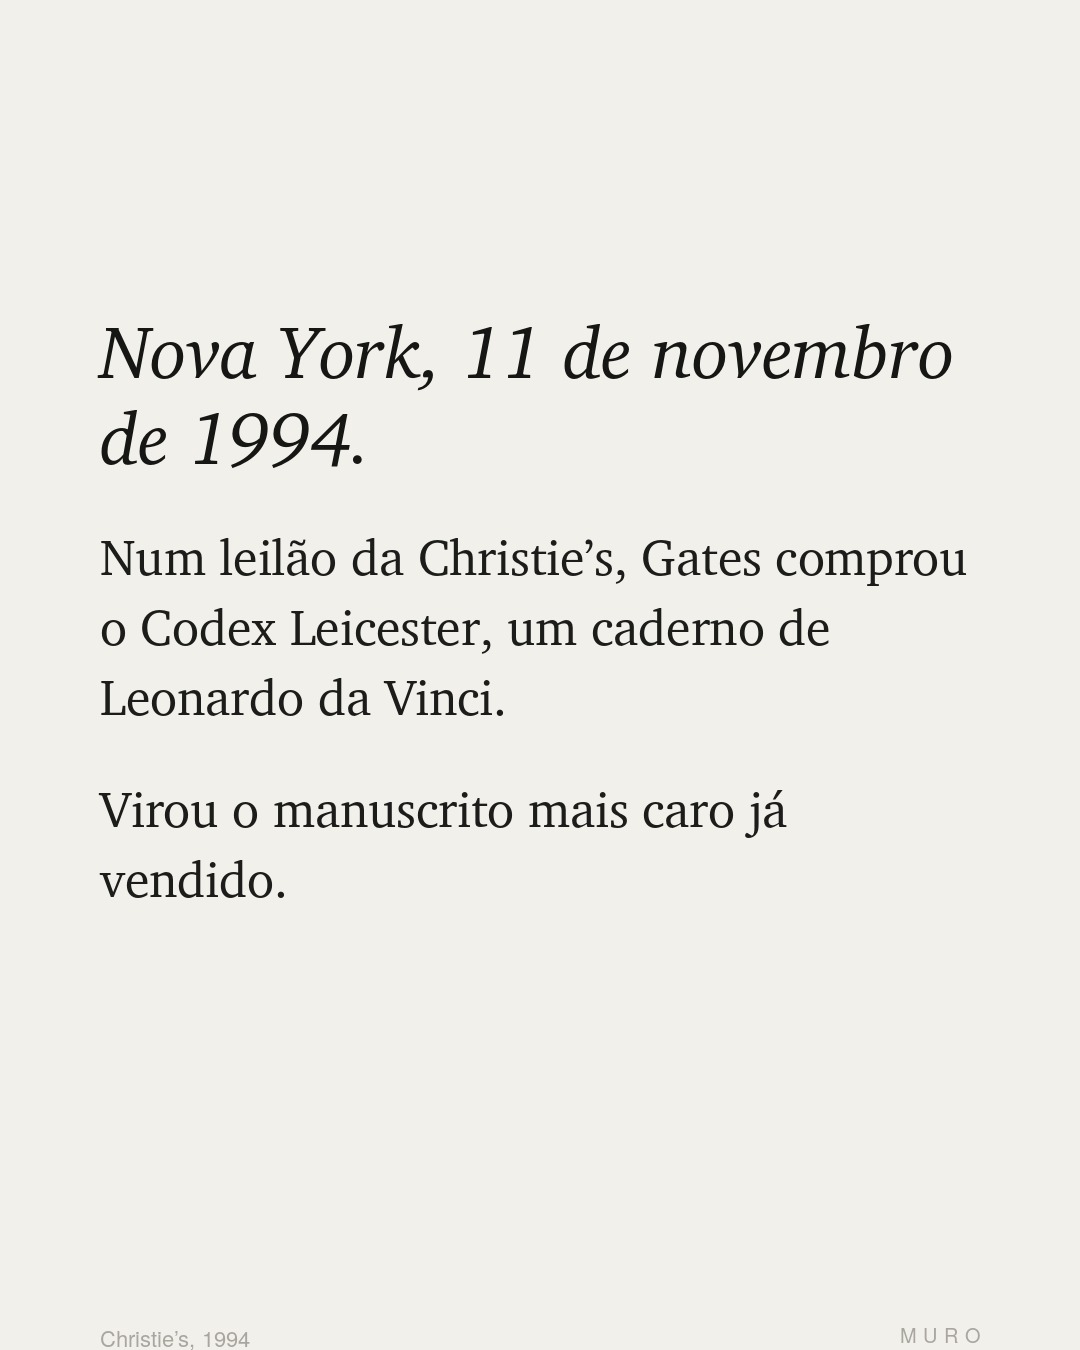 Nova York, 11 de novembro
de 1994.
Num leilão da Christie’s, Gates comprou
o Codex Leicester, um caderno de
Leonardo da Vinci.
Virou o manuscrito mais caro já
vendido.
Christie’s, 1994
MURO